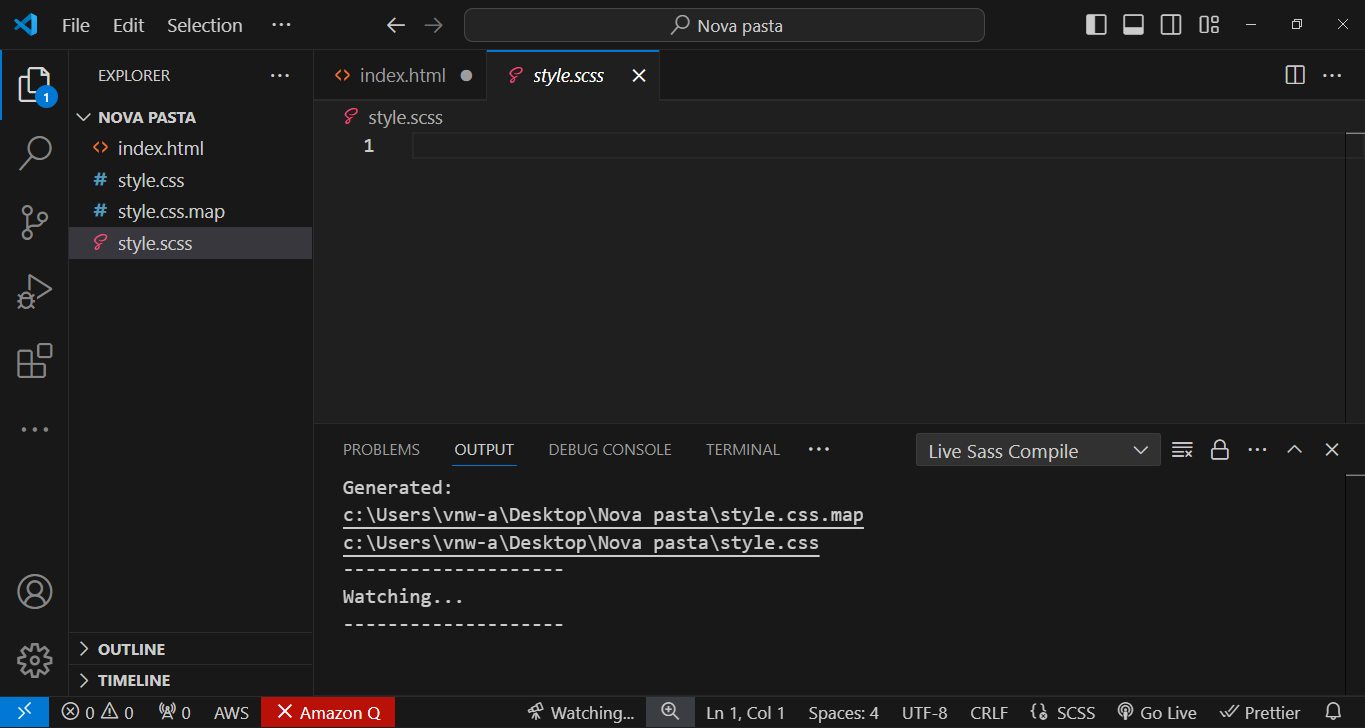 File Edit Selection ··· Nova pasta
EXPLORER ···
1
NOVA PASTA
index.html
style.css
style.css.map
style.scss
index.html style.scss
style.scss
1
PROBLEMS OUTPUT DEBUG CONSOLE TERMINAL ··· Live Sass Compile
Generated:
c:\Users\vnw-a\Desktop\Nova pasta\style.css.map
c:\Users\vnw-a\Desktop\Nova pasta\style.css
--------------------
Watching...
--------------------
OUTLINE
TIMELINE
0 0 0 AWS Amazon Q Watching... Ln 1, Col 1 Spaces: 4 UTF-8 CRLF SCSS Go Live Prettier